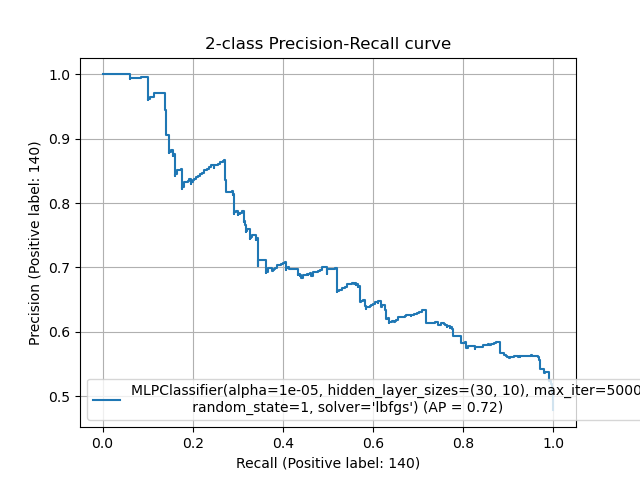 2-class Precision-Recall curve
Precision (Positive label: 140)
1.0
0.9
0.8
0.7
0.6
0.5
MLPClassifier(alpha=1e-05, hidden_layer_sizes=(30, 10), max_iter=5000
random_state=1, solver='lbfgs') (AP = 0.72)
0.0 0.2 0.4 0.6 0.8 1.0
Recall (Positive label: 140)